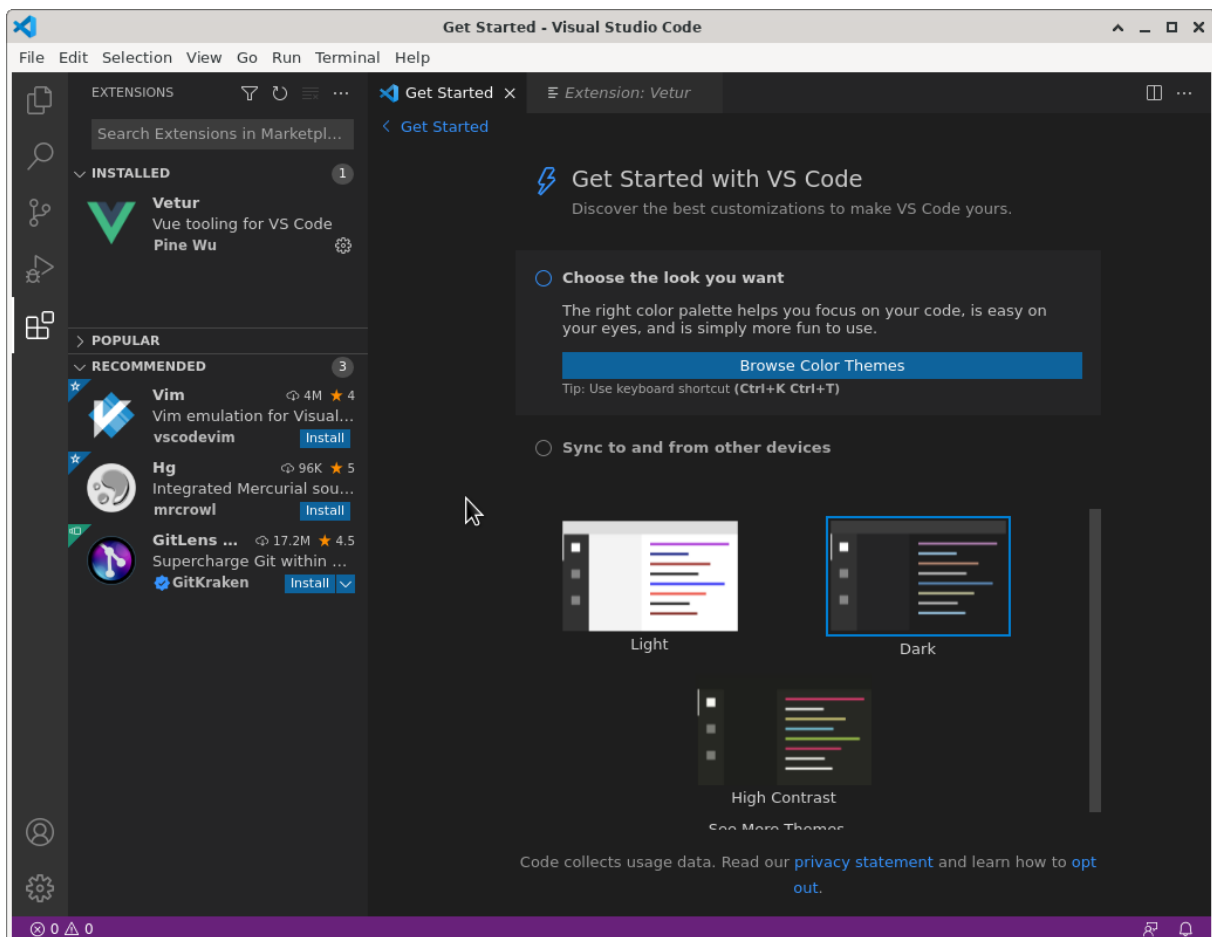 Get Started - Visual Studio Code
File Edit Selection View Go Run Terminal Help
EXTENSIONS
Search Extensions in Marketpl...
INSTALLED 1
Vetur
Vue tooling for VS Code
Pine Wu
POPULAR
RECOMMENDED 3
Vim 4M ★ 4
Vim emulation for Visual...
vscodevim Install
Hg 96K ★ 5
Integrated Mercurial sou...
mrcrowl Install
GitLens ... 17.2M ★ 4.5
Supercharge Git within ...
GitKraken Install
Get Started Extension: Vetur
Get Started
Get Started with VS Code
Discover the best customizations to make VS Code yours.
Choose the look you want
The right color palette helps you focus on your code, is easy on
your eyes, and is simply more fun to use.
Browse Color Themes
Tip: Use keyboard shortcut (Ctrl+K Ctrl+T)
Sync to and from other devices
Light
Dark
High Contrast
See More Themes
Code collects usage data. Read our privacy statement and learn how to opt
out.
0 0